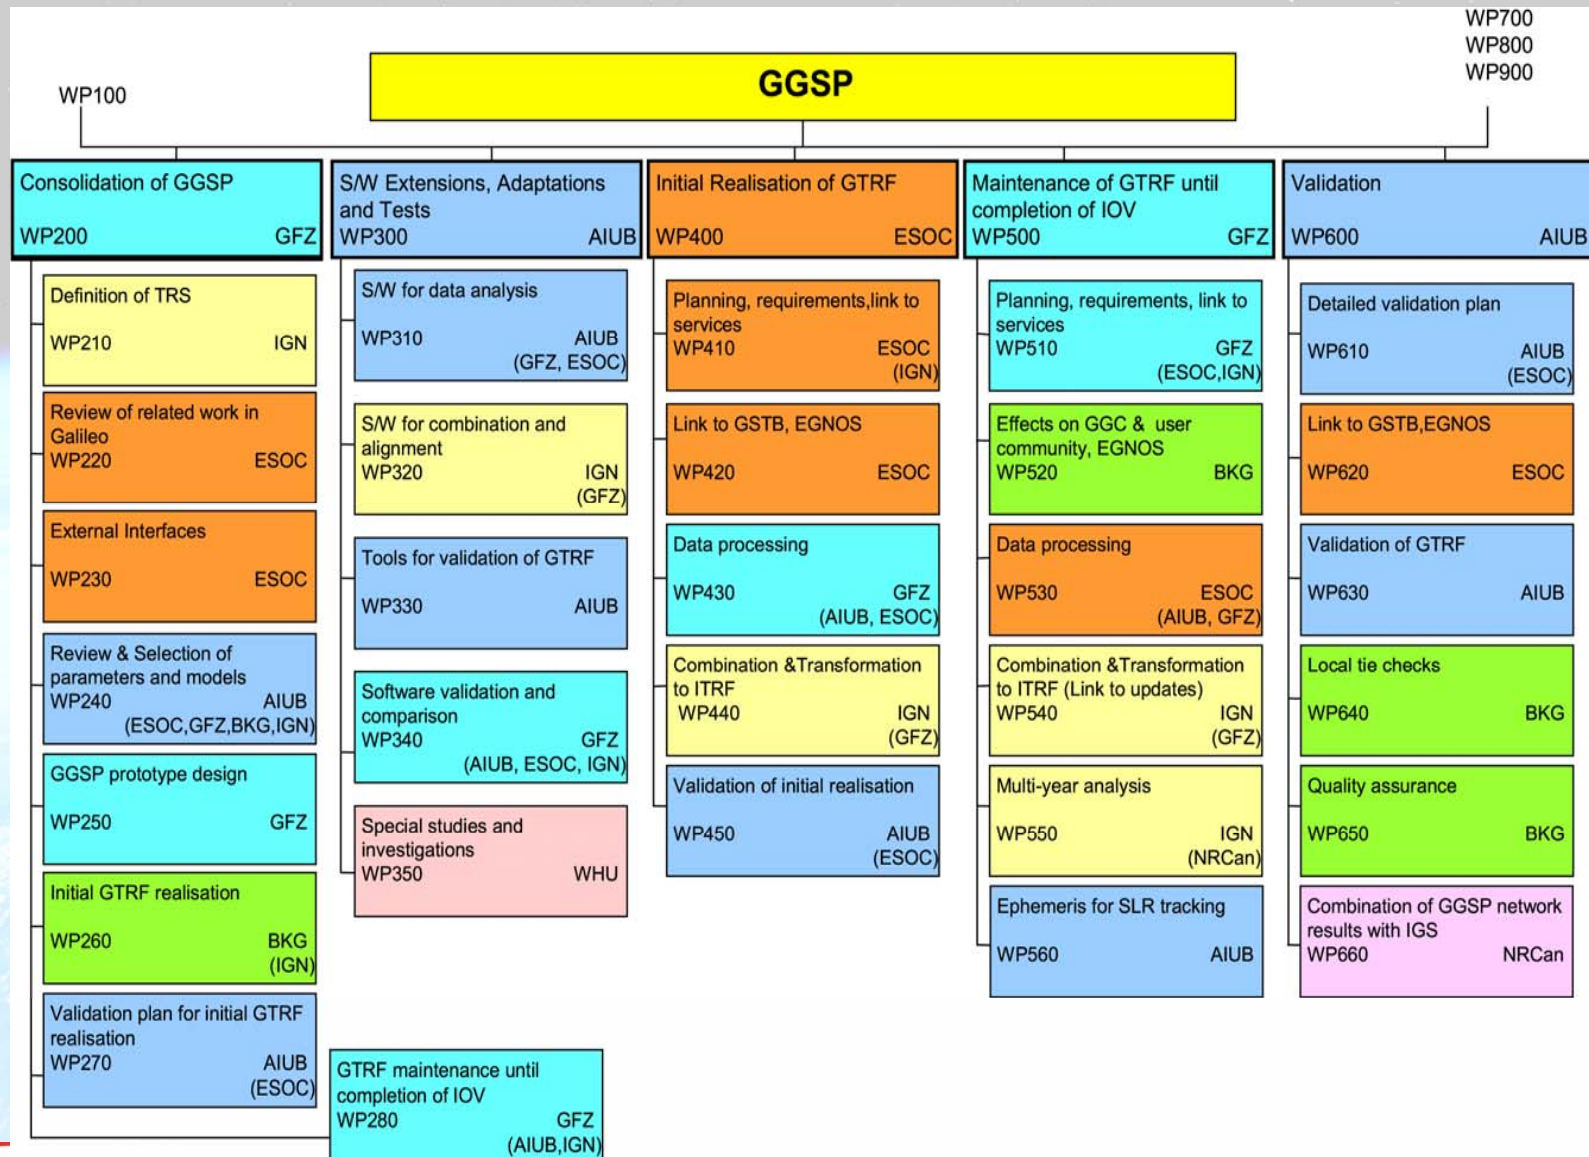 WP700
WP800
WP900
WP100
GGSP
Consolidation of GGSP
WP200 GFZ
Definition of TRS
WP210 IGN
Review of related work in
Galileo
WP220 ESOC
External Interfaces
WP230 ESOC
Review & Selection of
parameters and models
WP240 AIUB
(ESOC,GFZ,BKG,IGN)
GGSP prototype design
WP250 GFZ
Initial GTRF realisation
WP260 BKG
(IGN)
Validation plan for initial GTRF
realisation
WP270 AIUB
(ESOC)
GTRF maintenance until
completion of IOV
WP280 GFZ
(AIUB,IGN)
S/W Extensions, Adaptations
and Tests
WP300 AIUB
S/W for data analysis
WP310 AIUB
(GFZ, ESOC)
S/W for combination and
alignment
WP320 IGN
(GFZ)
Tools for validation of GTRF
WP330 AIUB
Software validation and
comparison
WP340 GFZ
(AIUB, ESOC, IGN)
Special studies and
investigations
WP350 WHU
Initial Realisation of GTRF
WP400 ESOC
Planning, requirements,link to
services
WP410 ESOC
(IGN)
Link to GSTB, EGNOS
WP420 ESOC
Data processing
WP430 GFZ
(AIUB, ESOC)
Combination &Transformation
to ITRF
WP440 IGN
(GFZ)
Validation of initial realisation
WP450 AIUB
(ESOC)
Maintenance of GTRF until
completion of IOV
WP500 GFZ
Planning, requirements, link to
services
WP510 GFZ
(ESOC,IGN)
Effects on GGC & user
community, EGNOS
WP520 BKG
Data processing
WP530 ESOC
(AIUB, GFZ)
Combination &Transformation
to ITRF (Link to updates)
WP540 IGN
(GFZ)
Multi-year analysis
WP550 IGN
(NRCan)
Ephemeris for SLR tracking
WP560 AIUB
Validation
WP600 AIUB
Detailed validation plan
WP610 AIUB
(ESOC)
Link to GSTB,EGNOS
WP620 ESOC
Validation of GTRF
WP630 AIUB
Local tie checks
WP640 BKG
Quality assurance
WP650 BKG
Combination of GGSP network
results with IGS
WP660 NRCan